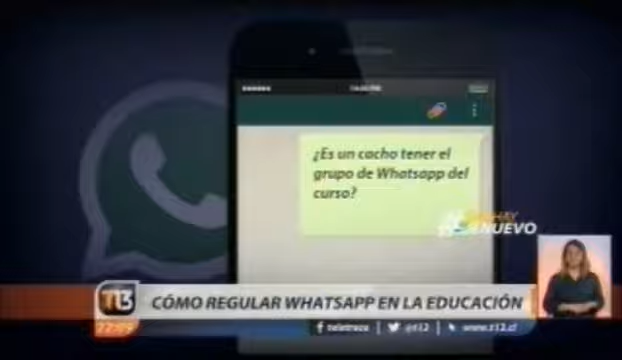 ¿Es un cacho tener el
grupo de Whatsapp del
curso?
NUEVO
T13
CÓMO REGULAR WHATSAPP EN LA EDUCACIÓN
teletrece | @t13 | www.t13.cl